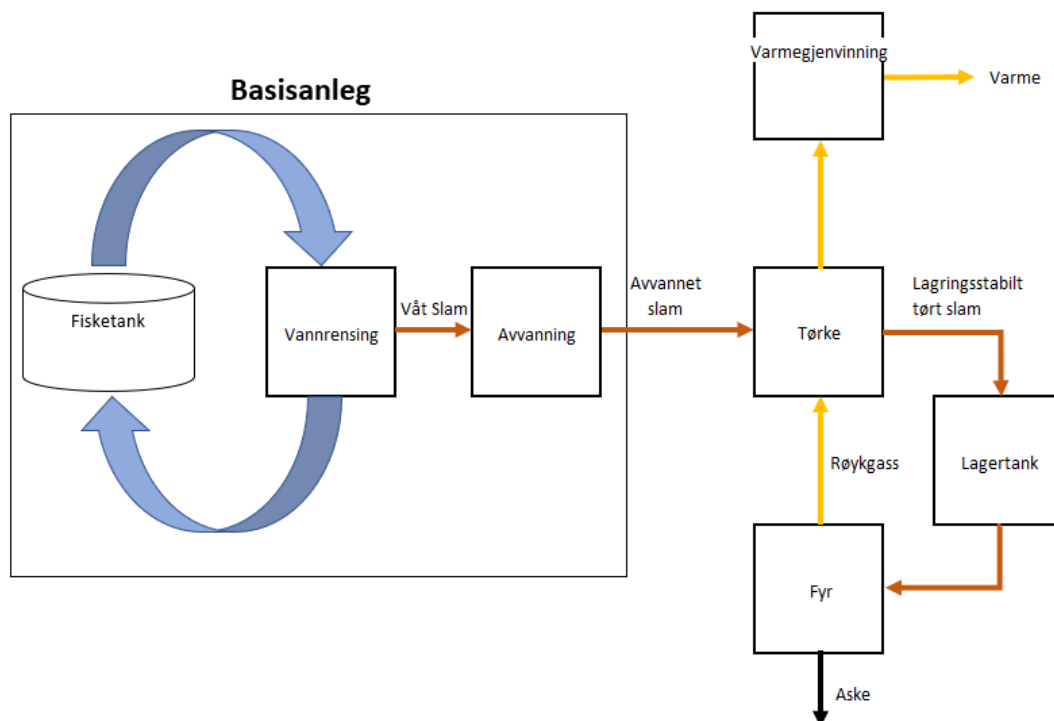 Varmegjenvinning
Varme
Basisanleg
Fisketank
Vannrensing
Våt Slam
Avvanning
Avvannet
slam
Tørke
Lagringsstabilt
tørt slam
Røykgass
Lagertank
Fyr
Aske